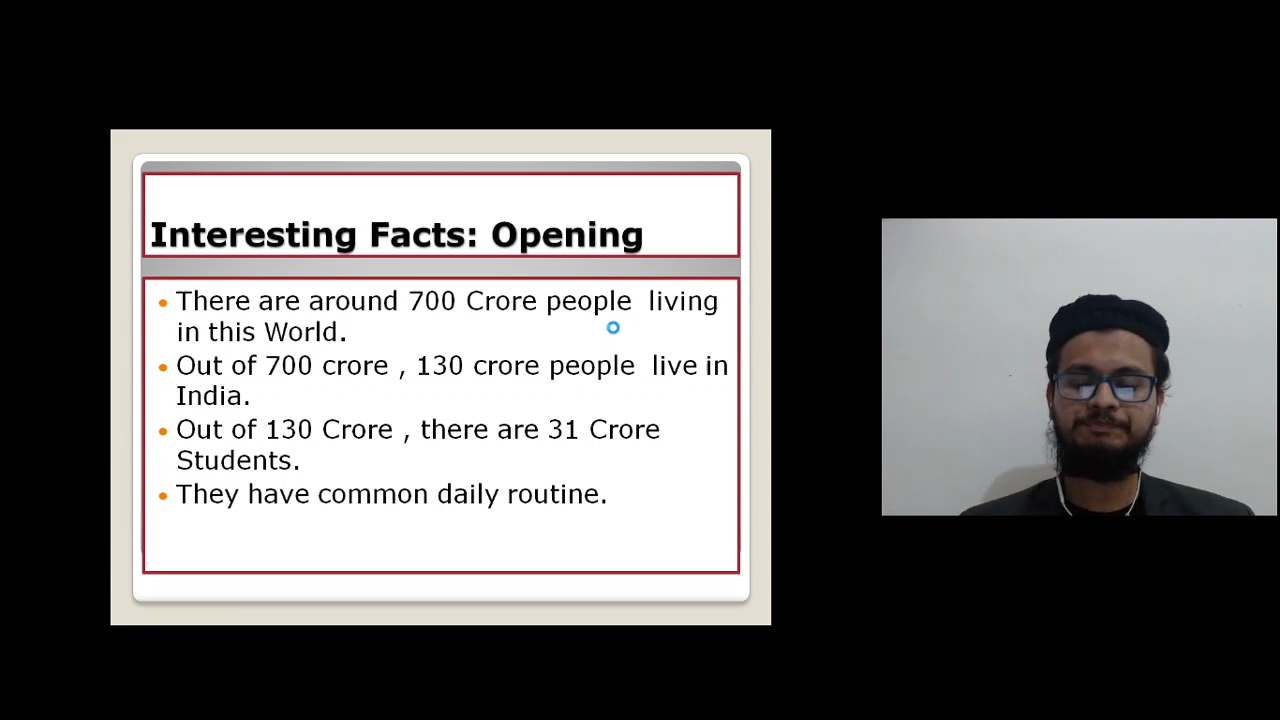 Interesting Facts: Opening
• There are around 700 Crore people living
in this World.
• Out of 700 crore , 130 crore people live in
India.
• Out of 130 Crore , there are 31 Crore
Students.
• They have common daily routine.